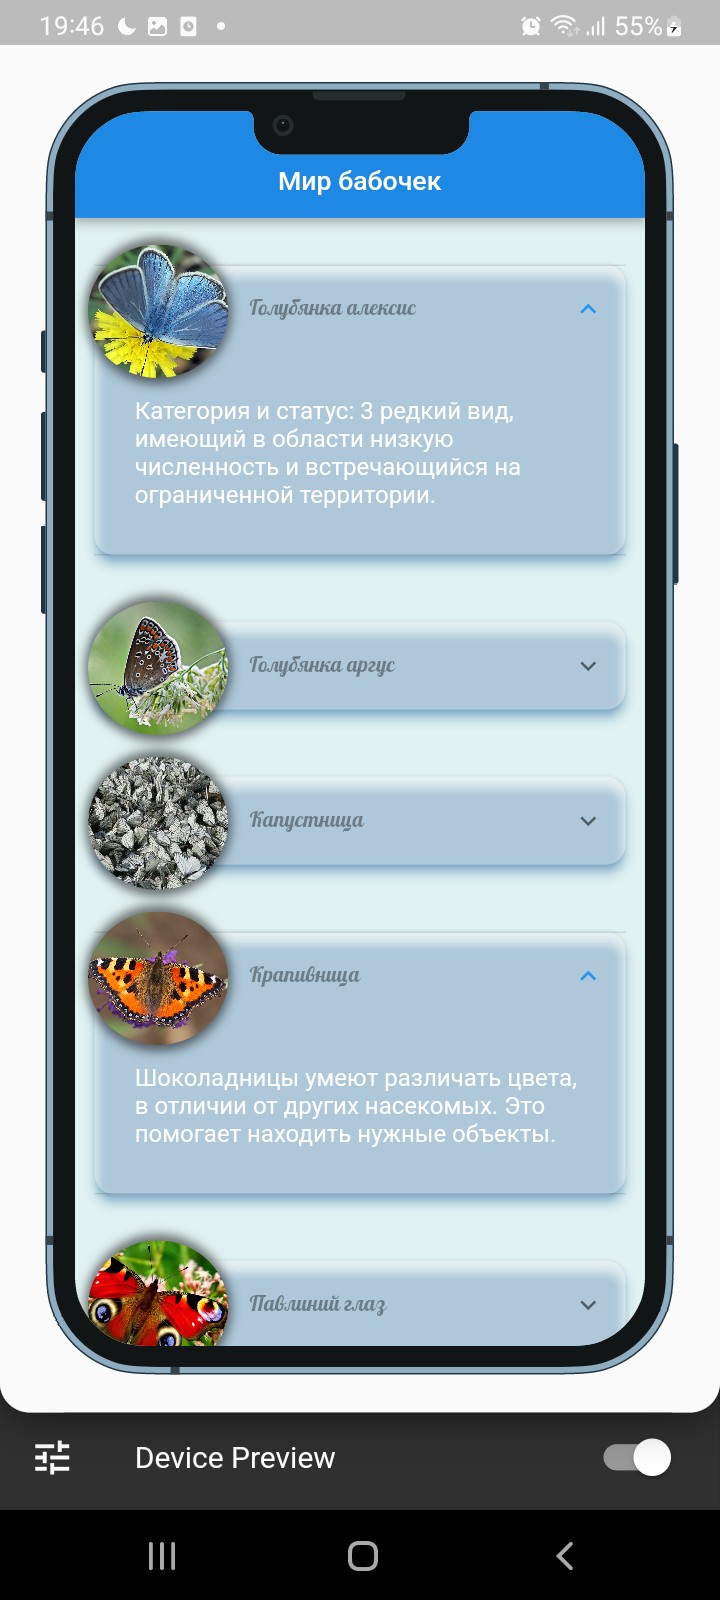 19:46
55%
Мир бабочек
Голубянка алексис
Категория и статус: 3 редкий вид,
имеющий в области низкую
численность и встречающийся на
ограниченной территории.
Голубянка аргус
Капустница
Крапивница
Шоколадницы умеют различать цвета,
в отличии от других насекомых. Это
помогает находить нужные объекты.
Павлиний глаз
Device Preview